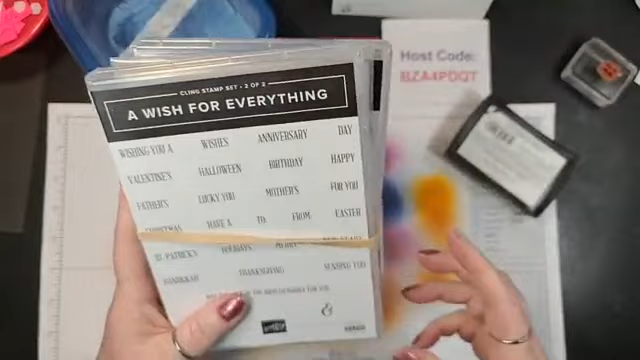 CLING STAMP SET • 2 OF 2
A WISH FOR EVERYTHING
WISHING YOU A WISHES ANNIVERSARY DAY
VALENTINE'S HALLOWEEN BIRTHDAY HAPPY
FATHER'S LUCKY YOU MOTHER'S FOR YOU
CHRISTMAS HAVE A TO: FROM EASTER
ST. PATRICK'S HOLIDAYS MERRY
HANUKKAH THANKSGIVING SENDING YOU
&
Host Code:
BZA4PDQT